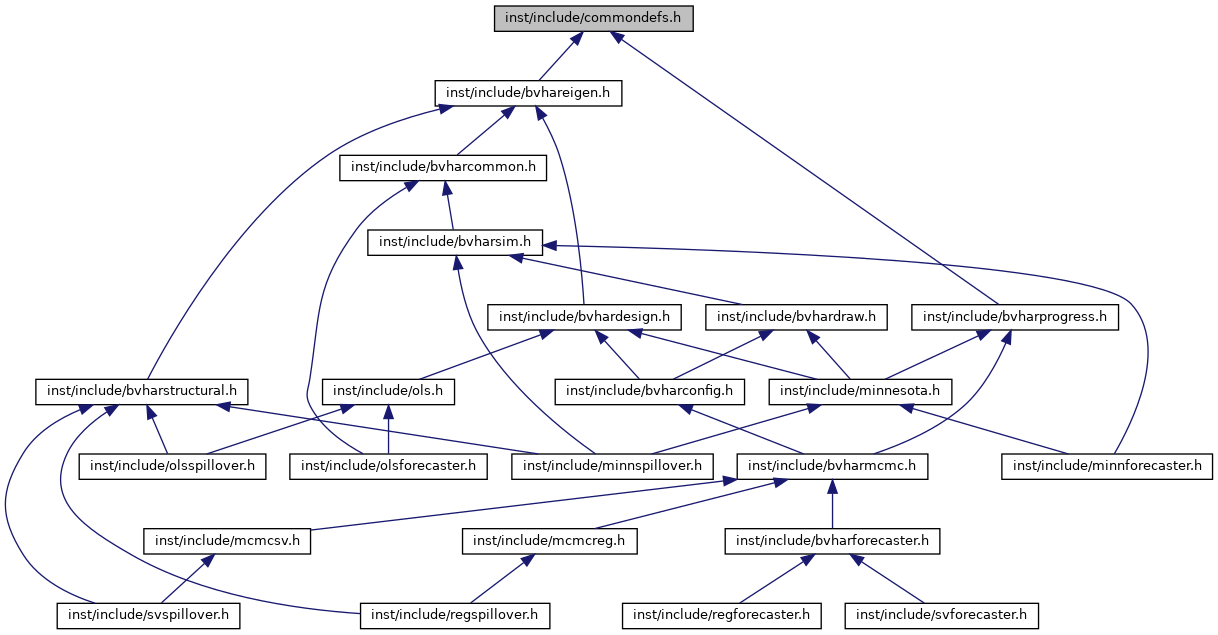 inst/include/commondefs.h
inst/include/bvhareigen.h
inst/include/bvharcommon.h
inst/include/bvharsim.h
inst/include/bvhardesign.h
inst/include/bvhardraw.h
inst/include/bvharprogress.h
inst/include/bvharstructural.h
inst/include/ols.h
inst/include/bvharconfig.h
inst/include/minnesota.h
inst/include/olsspillover.h
inst/include/olsforecaster.h
inst/include/minnspillover.h
inst/include/bvharmcmc.h
inst/include/minnforecaster.h
inst/include/mcmcsv.h
inst/include/mcmcreg.h
inst/include/bvharforecaster.h
inst/include/svspillover.h
inst/include/regspillover.h
inst/include/regforecaster.h
inst/include/svforecaster.h